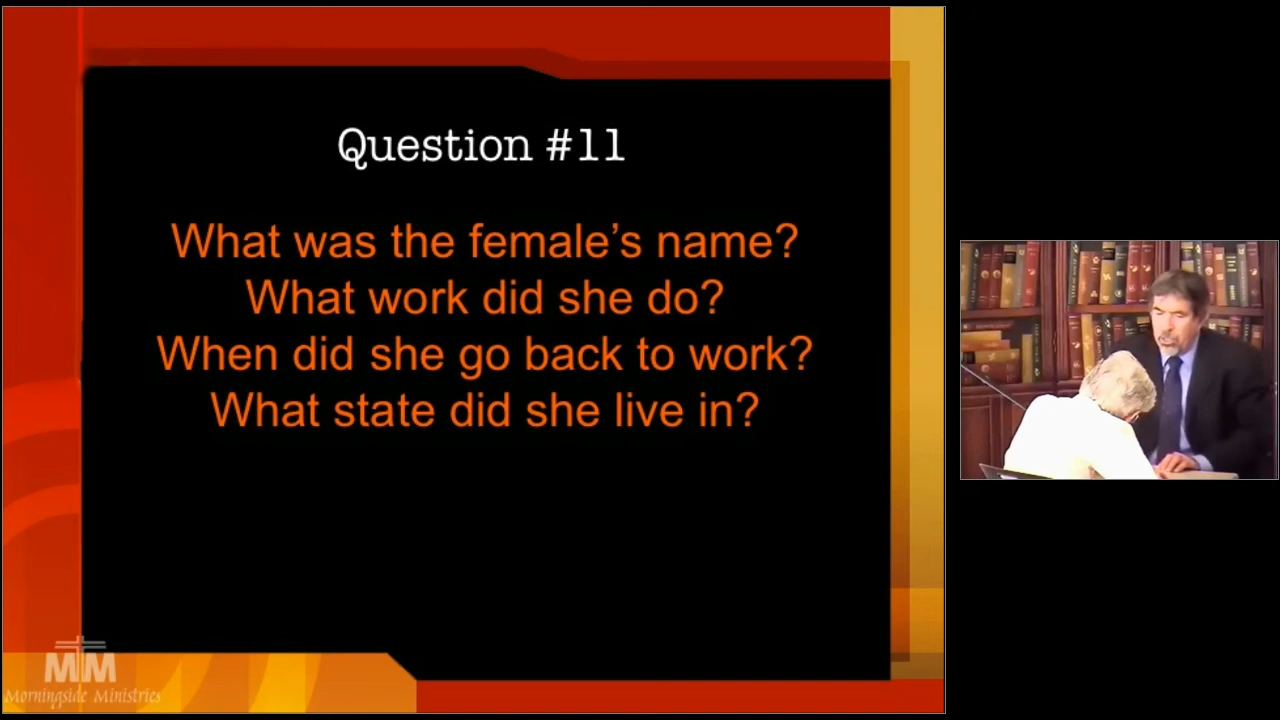 Question #11
What was the female's name?
What work did she do?
When did she go back to work?
What state did she live in?
MM
Morningside Ministries